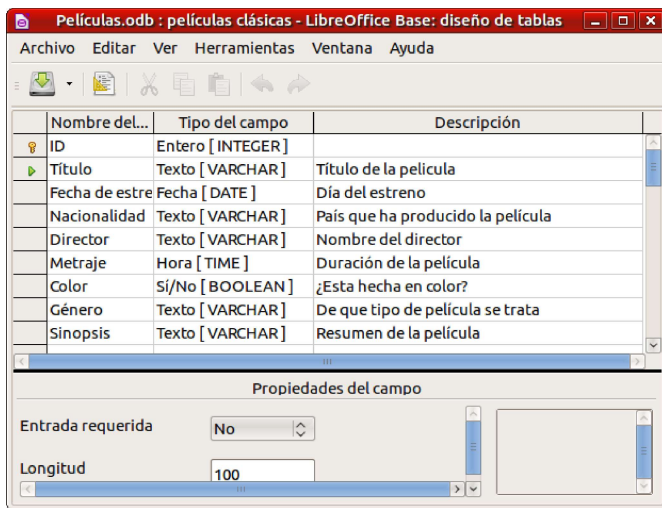 Películas.odb : películas clásicas - LibreOffice Base: diseño de tablas
Archivo Editar Ver Herramientas Ventana Ayuda
Nombre del... Tipo del campo Descripción
ID Entero [ INTEGER ]
Título Texto [ VARCHAR ] Título de la pelicula
Fecha de estre Fecha [ DATE ] Día del estreno
Nacionalidad Texto [ VARCHAR ] País que ha producido la película
Director Texto [ VARCHAR ] Nombre del director
Metraje Hora [ TIME ] Duración de la película
Color Sí/No [ BOOLEAN ] ¿Esta hecha en color?
Género Texto [ VARCHAR ] De que tipo de película se trata
Sinopsis Texto [ VARCHAR ] Resumen de la película
Propiedades del campo
Entrada requerida No
Longitud 100